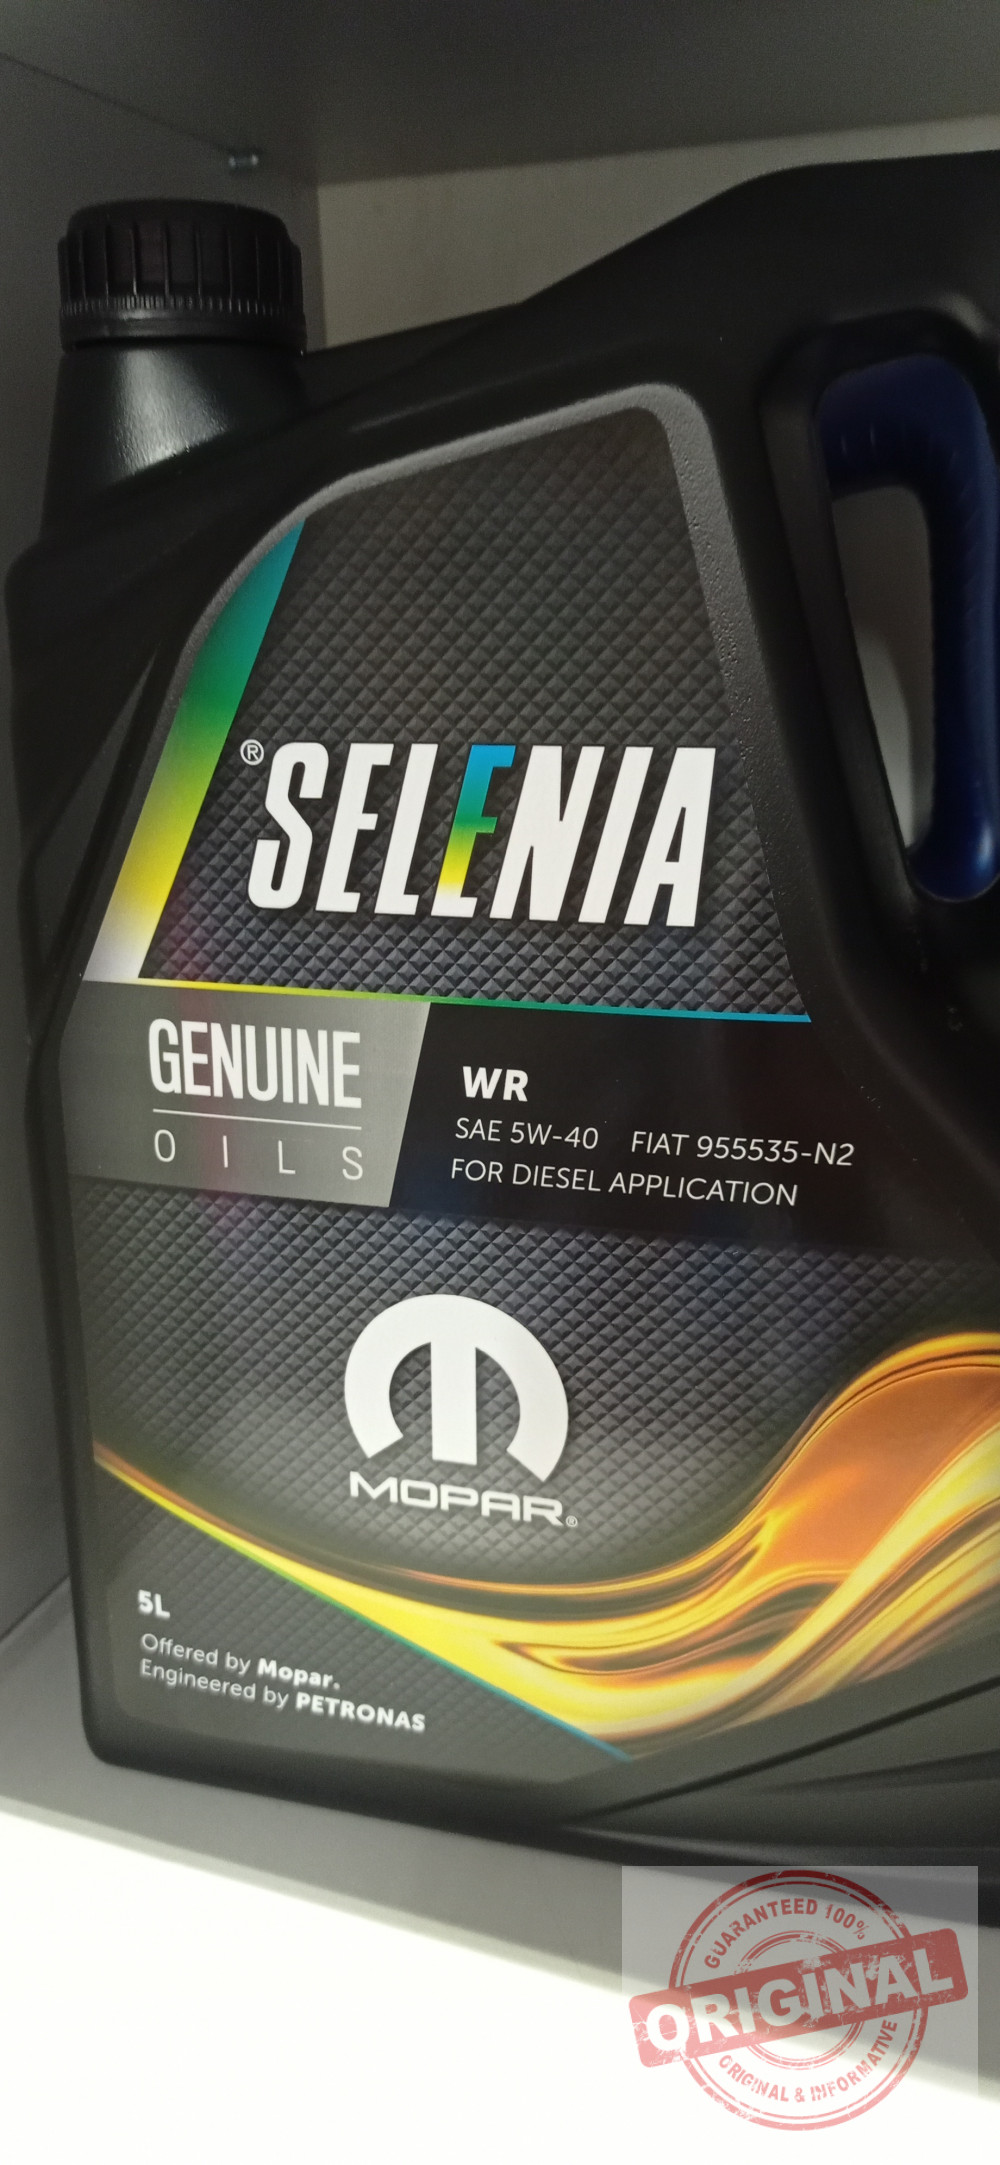 ®SELENIA
GENUINE
OILS
WR
SAE 5W-40 FIAT 955535-N2
FOR DIESEL APPLICATION
MOPAR®
5L
Offered by Mopar.
Engineered by PETRONAS
GUARANTEED 100%
ORIGINAL
ORIGINAL & INFORMATIVE